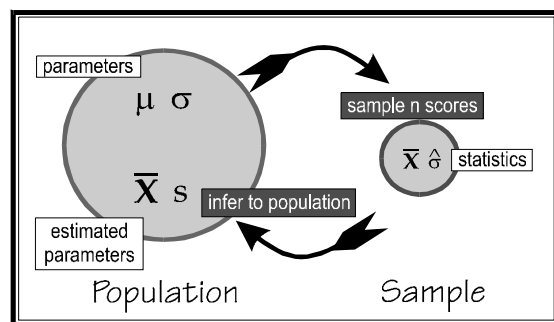 parameters
μ σ
sample n scores
X̄ σ̂
statistics
X̄ s
infer to population
estimated
parameters
Population
Sample